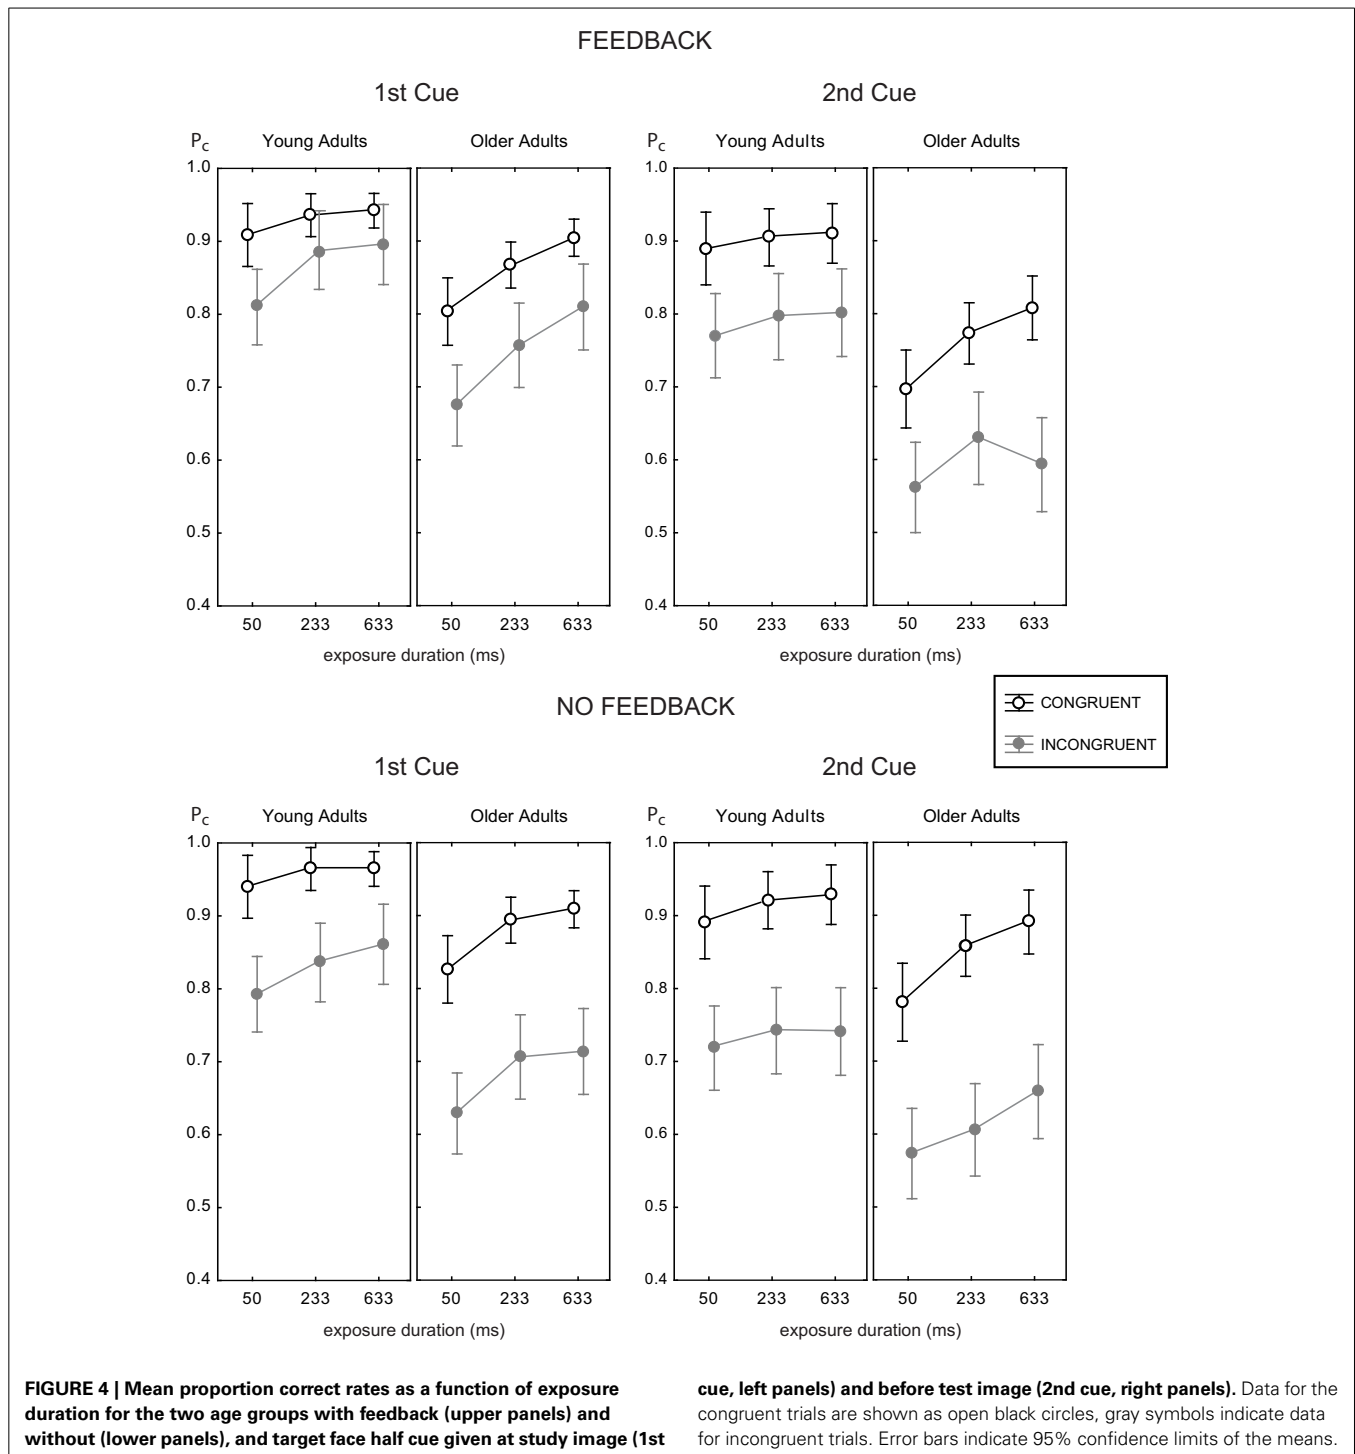 FEEDBACK
1st Cue
2nd Cue
Pc
Young Adults
Older Adults
Young Adults
Older Adults
1.0
0.9
0.8
0.7
0.6
0.5
0.4
50 233 633
50 233 633
exposure duration (ms)
1.0
0.9
0.8
0.7
0.6
0.5
0.4
Pc
50 233 633
50 233 633
exposure duration (ms)
CONGRUENT
INCONGRUENT
NO FEEDBACK
1st Cue
2nd Cue
Pc
Young Adults
Older Adults
Young Adults
Older Adults
1.0
0.9
0.8
0.7
0.6
0.5
0.4
50 233 633
50 233 633
exposure duration (ms)
Pc
1.0
0.9
0.8
0.7
0.6
0.5
0.4
50 233 633
50 233 633
exposure duration (ms)
FIGURE 4 | Mean proportion correct rates as a function of exposure
duration for the two age groups with feedback (upper panels) and
without (lower panels), and target face half cue given at study image (1st
cue, left panels) and before test image (2nd cue, right panels). Data for the
congruent trials are shown as open black circles, gray symbols indicate data
for incongruent trials. Error bars indicate 95% confidence limits of the means.